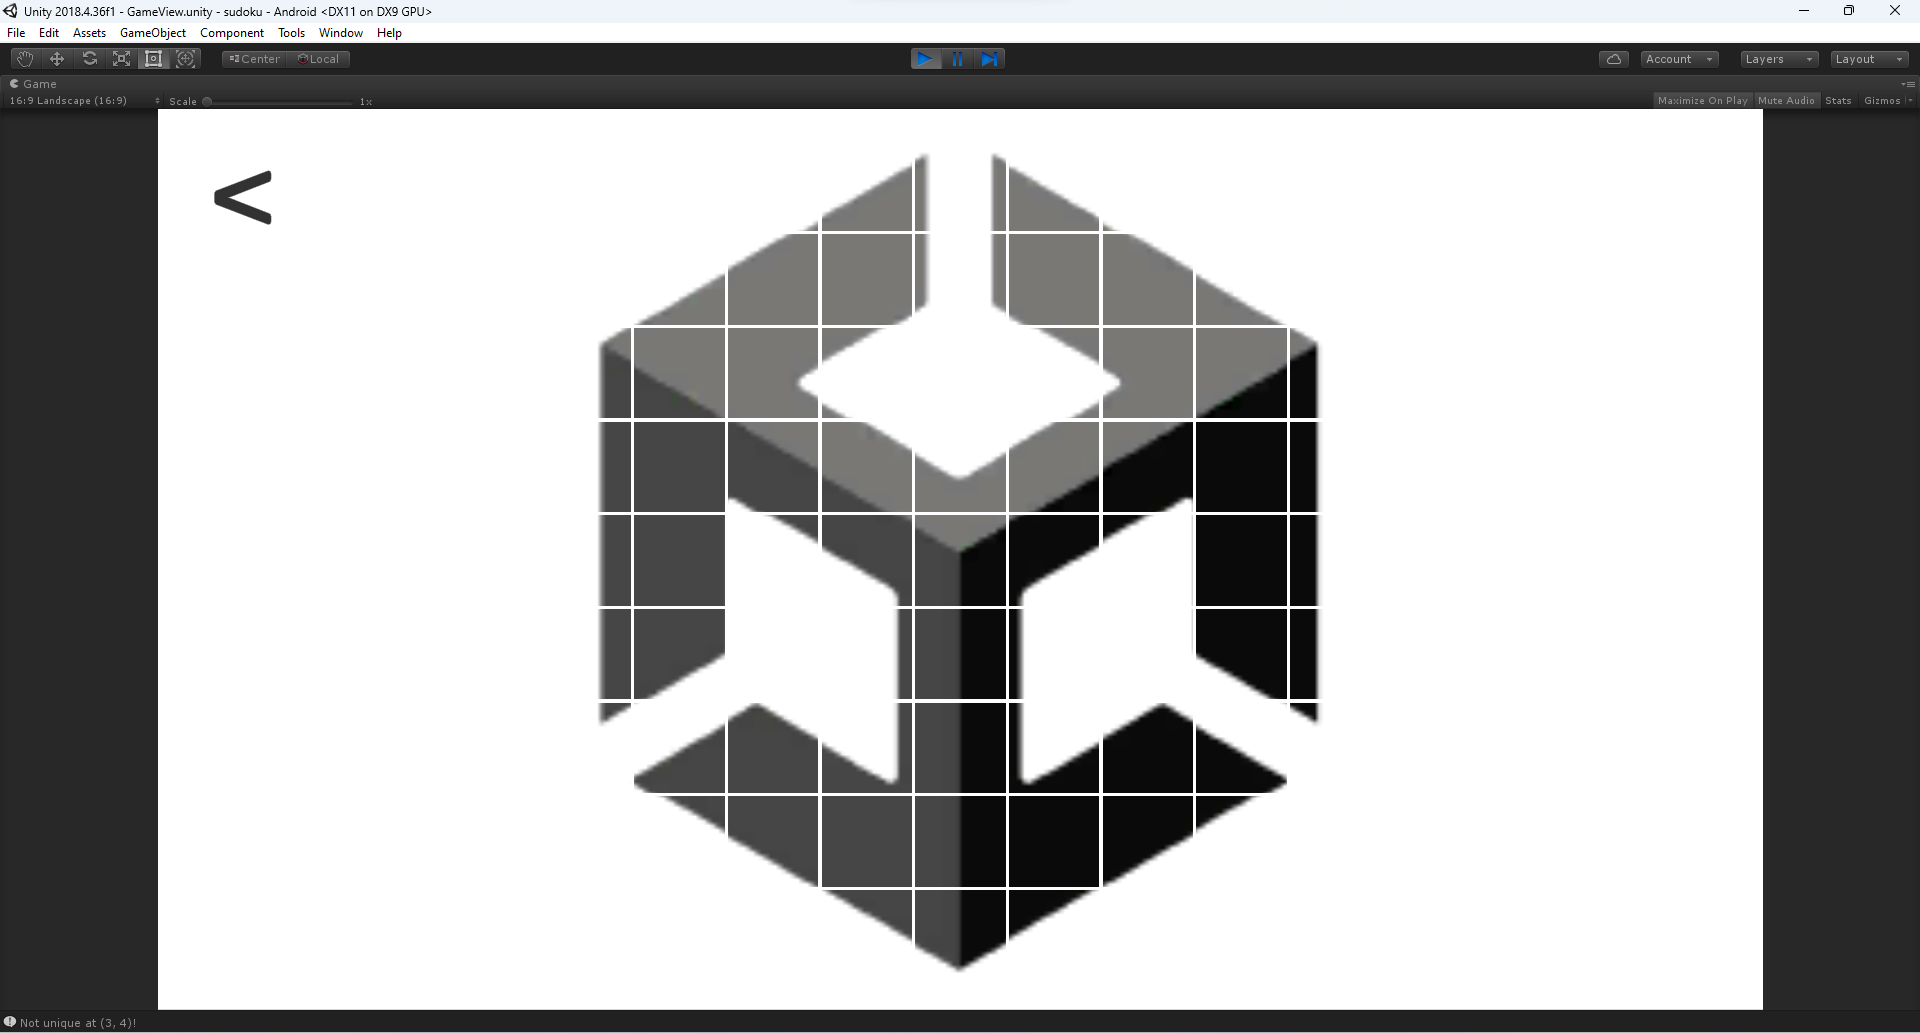 Unity 2018.4.36f1 - GameView.unity - sudoku - Android <DX11 on DX9 GPU>
File Edit Assets GameObject Component Tools Window Help
Center Local Account Layers Layout
Game
16:9 Landscape (16:9) Scale 1x Maximize On Play Mute Audio Stats Gizmos
<
Not unique at (3, 4)!